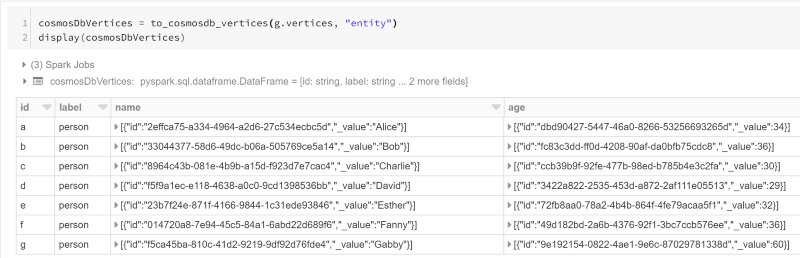 1 cosmosDbVertices = to_cosmosdb_vertices(g.vertices, "entity")
2 display(cosmosDbVertices)
(3) Spark Jobs
cosmosDbVertices: pyspark.sql.dataframe.DataFrame = [id: string, label: string ... 2 more fields]
id label name age
a person [{"id":"2effca75-a334-4964-a2d6-27c534ecbc5d","_value":"Alice"}] [{"id":"dbd90427-5447-46a0-8266-53256693265d","_value":34}]
b person [{"id":"33044377-58d6-49dc-b06a-505769ce5a14","_value":"Bob"}] [{"id":"fc83c3dd-ff0d-4208-90af-da0bfb75cdc8","_value":36}]
c person [{"id":"8964c43b-081e-4b9b-a15d-f923d7e7cac4","_value":"Charlie"}] [{"id":"ccb39b9f-92fe-477b-98ed-b785b4e3c2fa","_value":30}]
d person [{"id":"f5f9a1ec-e118-4638-a0c0-9cd1398536bb","_value":"David"}] [{"id":"3422a822-2535-453d-a872-2af111e05513","_value":29}]
e person [{"id":"23b7f24e-871f-4166-9844-1c31ede93846","_value":"Esther"}] [{"id":"72fb8aa0-78a2-4b4b-864f-4fe79acaa5f1","_value":32}]
f person [{"id":"014720a8-7e94-45c5-84a1-6abd22d689f6","_value":"Fanny"}] [{"id":"49d182bd-2a6b-4376-92f1-3bc7ccb576ee","_value":36}]
g person [{"id":"f5ca45ba-810c-41d2-9219-9df92d76fde4","_value":"Gabby"}] [{"id":"9e192154-0822-4ae1-9e6c-87029781338d","_value":60}]